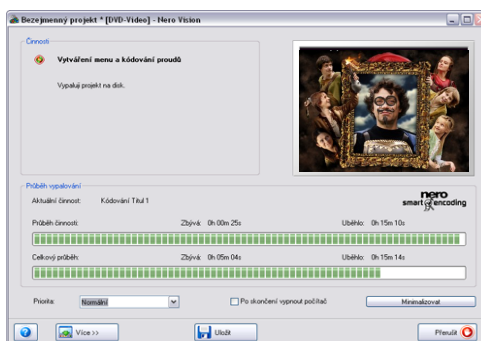 Bezejmenný projekt * [DVD-Video] - Nero Vision
Činnosti
Vytváření menu a kódování proudů
Vypaluji projekt na disk.
Průběh vypalování
Aktuální činnost: Kódování Titul 1
nero
smart encoding
Průběh činnosti: Zbývá: 0h 00m 25s Uběhlo: 0h 15m 10s
Celkový průběh: Zbývá: 0h 05m 04s Uběhlo: 0h 15m 14s
Priorita: Normální Po skončení vypnout počítač Minimalizovat
Více >> Uložit Přerušit